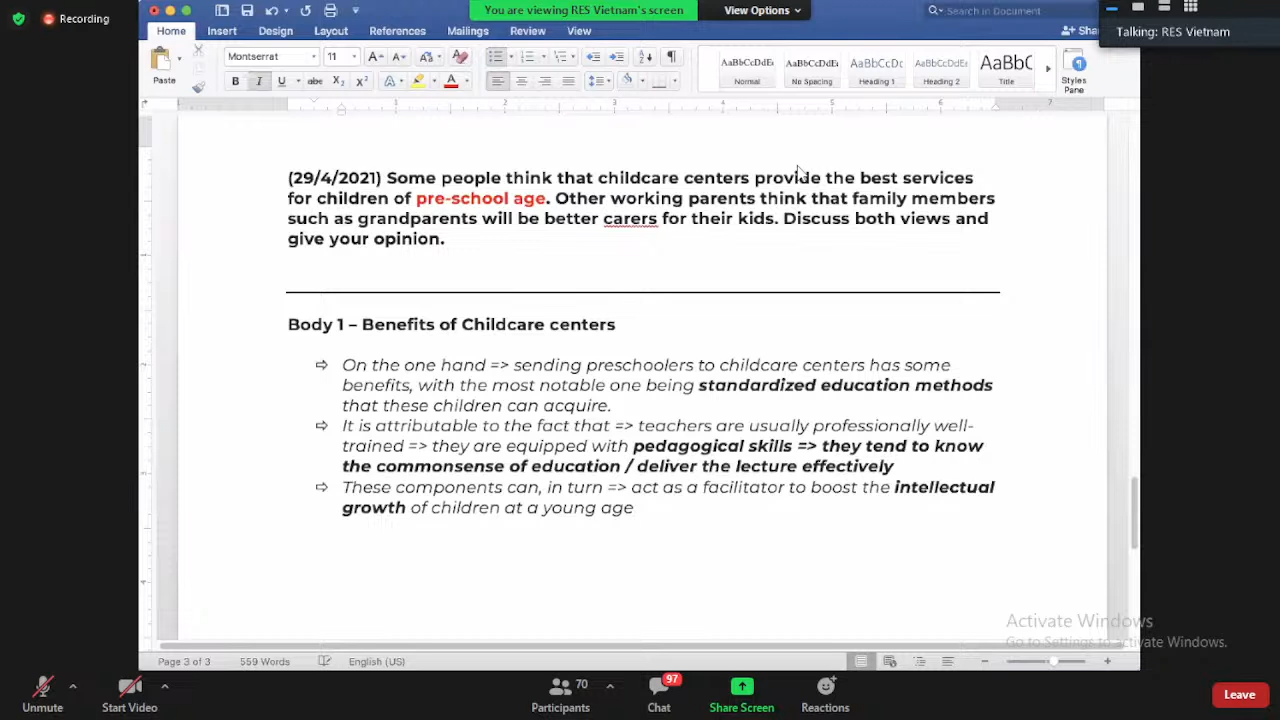 Recording
You are viewing RES Vietnam's screen
View Options
Search in Document
Talking: RES Vietnam
Home
Insert
Design
Layout
References
Mailings
Review
View
Sha
Paste
Montserrat
11
AaBbCcDdEe
Normal
AaBbCcDdEe
No Spacing
AaBbCcDc
Heading 1
AaBbCcDdEe
Heading 2
AaBbC
Title
Styles
Pane
(29/4/2021) Some people think that childcare centers provide the best services
for children of pre-school age. Other working parents think that family members
such as grandparents will be better carers for their kids. Discuss both views and
give your opinion.
Body 1 – Benefits of Childcare centers
⇨ On the one hand => sending preschoolers to childcare centers has some
benefits, with the most notable one being standardized education methods
that these children can acquire.
⇨ It is attributable to the fact that => teachers are usually professionally well-
trained => they are equipped with pedagogical skills => they tend to know
the commonsense of education / deliver the lecture effectively
⇨ These components can, in turn => act as a facilitator to boost the intellectual
growth of children at a young age
Activate Windows
Go to Settings to activate Windows.
Page 3 of 3
559 Words
English (US)
Unmute
Start Video
Participants
70
Chat
97
Share Screen
Reactions
Leave